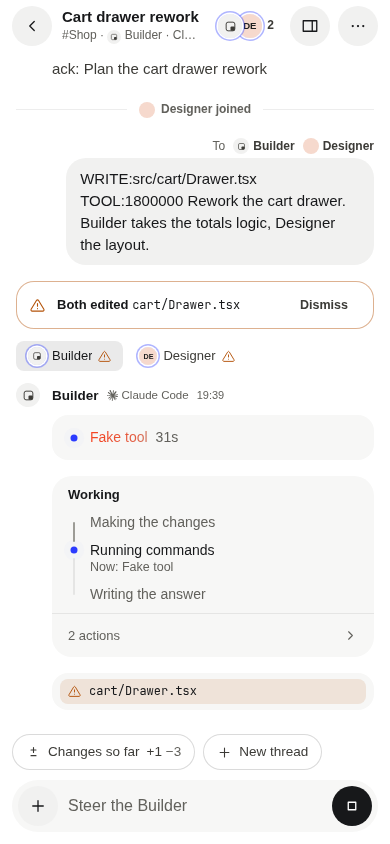 Cart drawer rework
#Shop · Builder · Cl…
DE
2
ack: Plan the cart drawer rework
Designer joined
To Builder Designer
WRITE:src/cart/Drawer.tsx
TOOL:1800000 Rework the cart drawer.
Builder takes the totals logic, Designer
the layout.
Both edited cart/Drawer.tsx Dismiss
Builder DE Designer
Builder Claude Code 19:39
Fake tool 31s
Working
Making the changes
Running commands
Now: Fake tool
Writing the answer
2 actions
cart/Drawer.tsx
± Changes so far +1 −3 + New thread
+ Steer the Builder